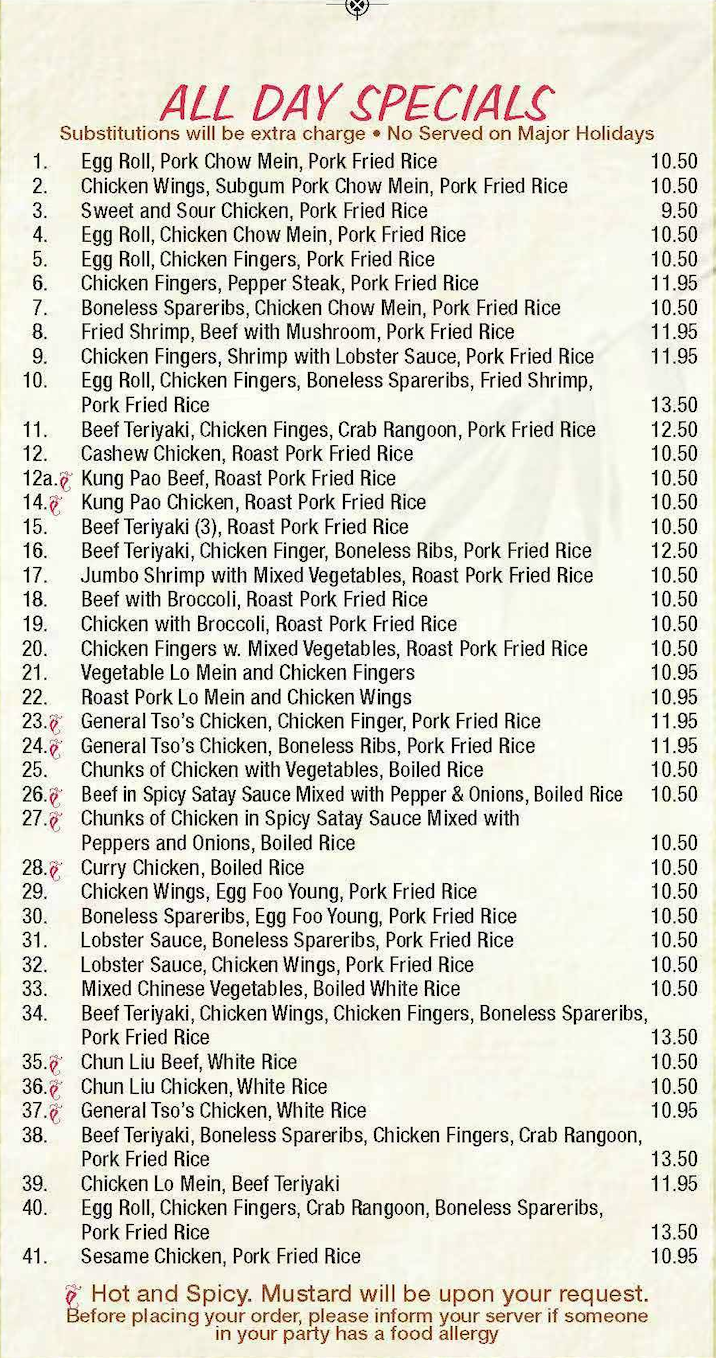 ALL DAY SPECIALS
Substitutions will be extra charge • No Served on Major Holidays
1. Egg Roll, Pork Chow Mein, Pork Fried Rice 10.50
2. Chicken Wings, Subgum Pork Chow Mein, Pork Fried Rice 10.50
3. Sweet and Sour Chicken, Pork Fried Rice 9.50
4. Egg Roll, Chicken Chow Mein, Pork Fried Rice 10.50
5. Egg Roll, Chicken Fingers, Pork Fried Rice 10.50
6. Chicken Fingers, Pepper Steak, Pork Fried Rice 11.95
7. Boneless Spareribs, Chicken Chow Mein, Pork Fried Rice 10.50
8. Fried Shrimp, Beef with Mushroom, Pork Fried Rice 11.95
9. Chicken Fingers, Shrimp with Lobster Sauce, Pork Fried Rice 11.95
10. Egg Roll, Chicken Fingers, Boneless Spareribs, Fried Shrimp,
Pork Fried Rice 13.50
11. Beef Teriyaki, Chicken Finges, Crab Rangoon, Pork Fried Rice 12.50
12. Cashew Chicken, Roast Pork Fried Rice 10.50
12a. Kung Pao Beef, Roast Pork Fried Rice 10.50
14. Kung Pao Chicken, Roast Pork Fried Rice 10.50
15. Beef Teriyaki (3), Roast Pork Fried Rice 10.50
16. Beef Teriyaki, Chicken Finger, Boneless Ribs, Pork Fried Rice 12.50
17. Jumbo Shrimp with Mixed Vegetables, Roast Pork Fried Rice 10.50
18. Beef with Broccoli, Roast Pork Fried Rice 10.50
19. Chicken with Broccoli, Roast Pork Fried Rice 10.50
20. Chicken Fingers w. Mixed Vegetables, Roast Pork Fried Rice 10.50
21. Vegetable Lo Mein and Chicken Fingers 10.95
22. Roast Pork Lo Mein and Chicken Wings 10.95
23. General Tso's Chicken, Chicken Finger, Pork Fried Rice 11.95
24. General Tso's Chicken, Boneless Ribs, Pork Fried Rice 11.95
25. Chunks of Chicken with Vegetables, Boiled Rice 10.50
26. Beef in Spicy Satay Sauce Mixed with Pepper & Onions, Boiled Rice 10.50
27. Chunks of Chicken in Spicy Satay Sauce Mixed with
Peppers and Onions, Boiled Rice 10.50
28. Curry Chicken, Boiled Rice 10.50
29. Chicken Wings, Egg Foo Young, Pork Fried Rice 10.50
30. Boneless Spareribs, Egg Foo Young, Pork Fried Rice 10.50
31. Lobster Sauce, Boneless Spareribs, Pork Fried Rice 10.50
32. Lobster Sauce, Chicken Wings, Pork Fried Rice 10.50
33. Mixed Chinese Vegetables, Boiled White Rice 10.50
34. Beef Teriyaki, Chicken Wings, Chicken Fingers, Boneless Spareribs,
Pork Fried Rice 13.50
35. Chun Liu Beef, White Rice 10.50
36. Chun Liu Chicken, White Rice 10.50
37. General Tso's Chicken, White Rice 10.95
38. Beef Teriyaki, Boneless Spareribs, Chicken Fingers, Crab Rangoon,
Pork Fried Rice 13.50
39. Chicken Lo Mein, Beef Teriyaki 11.95
40. Egg Roll, Chicken Fingers, Crab Rangoon, Boneless Spareribs,
Pork Fried Rice 13.50
41. Sesame Chicken, Pork Fried Rice 10.95
Hot and Spicy. Mustard will be upon your request.
Before placing your order, please inform your server if someone
in your party has a food allergy